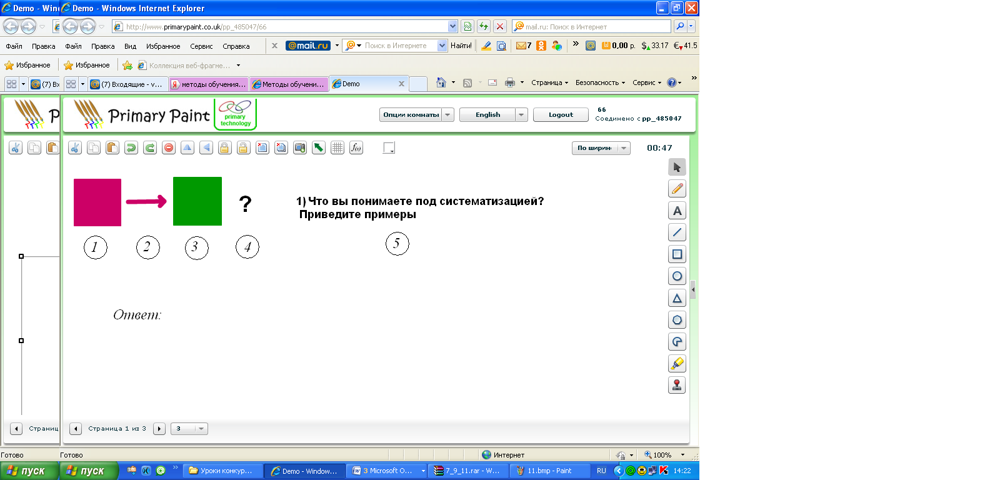 Demo - Wind
Demo - Windows Internet Explorer
http://www.primarypaint.co.uk/pp_485047/66
mail.ru: Поиск в Интернет
Файл Правка Файл Правка Вид Избранное Сервис Справка
@mail.ru Поиск в Интернете Найти! 7 0,00 р. $ 33.17 € 41.5
Избранное Избранное Коллекция веб-фрагме...
(7) Вх (7) Входящие - v... методы обучения... Методы обучени... Demo
Страница Безопасность Сервис
P Primary Paint primary technology
Опции комнаты English Logout
66
Соединено с pp_485047
f(x) По ширин 00:47
? 1) Что вы понимаете под систематизацией?
Приведите примеры
1 2 3 4 5
A
Ответ:
Страниц Страница 1 из 3 3
Готово Готово Интернет 100%
пуск пуск Уроки конкур... Demo - Window... 3 Microsoft O... 7_9_11.rar - W... 11.bmp - Paint RU 14:22